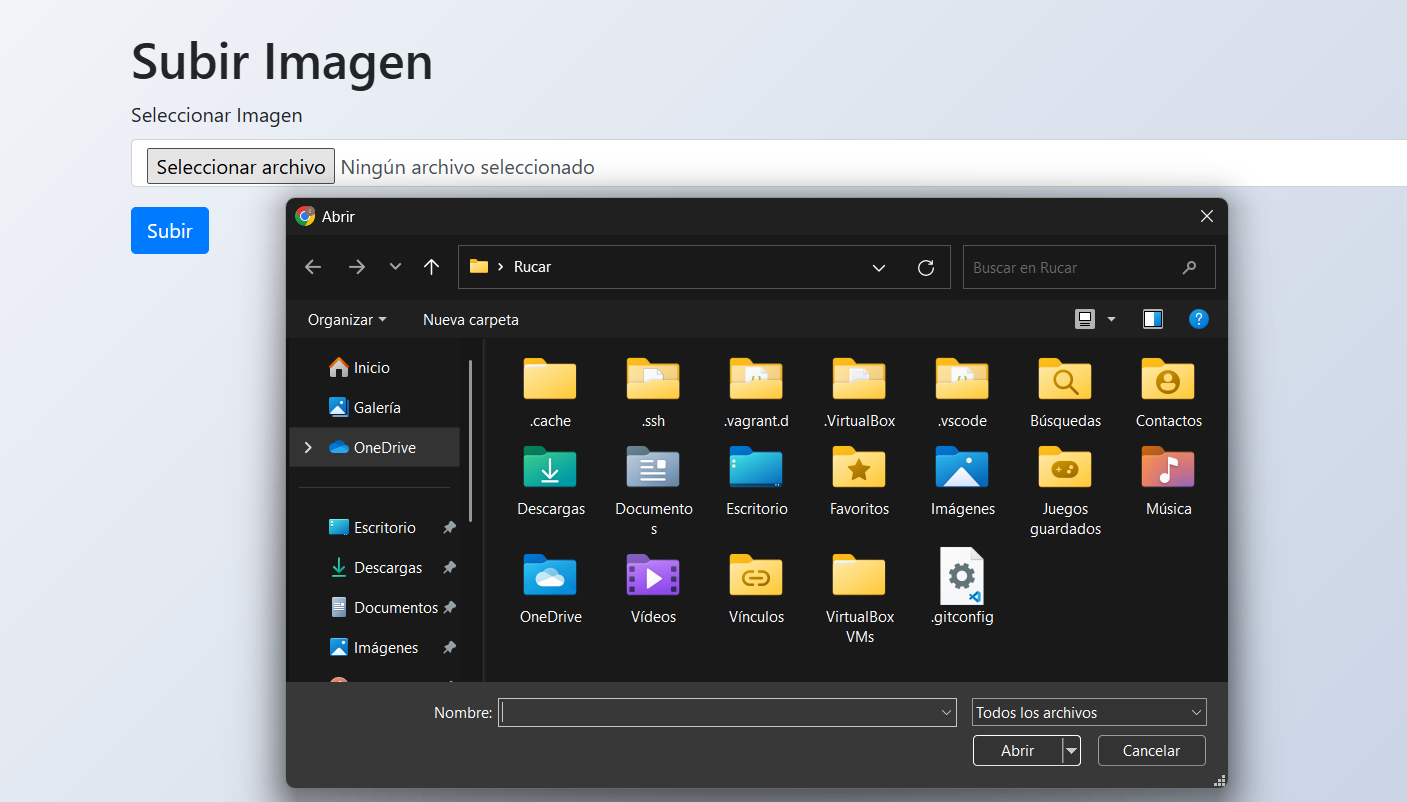 Subir Imagen
Seleccionar Imagen
Seleccionar archivo Ningún archivo seleccionado
Subir
Abrir
Rucar
Buscar en Rucar
Organizar
Nueva carpeta
?
Inicio
Galería
OneDrive
Escritorio
Descargas
Documentos
Imágenes
.cache
.ssh
.vagrant.d
.VirtualBox
.vscode
Búsquedas
Contactos
Descargas
Documento
s
Escritorio
Favoritos
Imágenes
Juegos
guardados
Música
OneDrive
Vídeos
Vínculos
VirtualBox
VMs
.gitconfig
Nombre:
Todos los archivos
Abrir
Cancelar